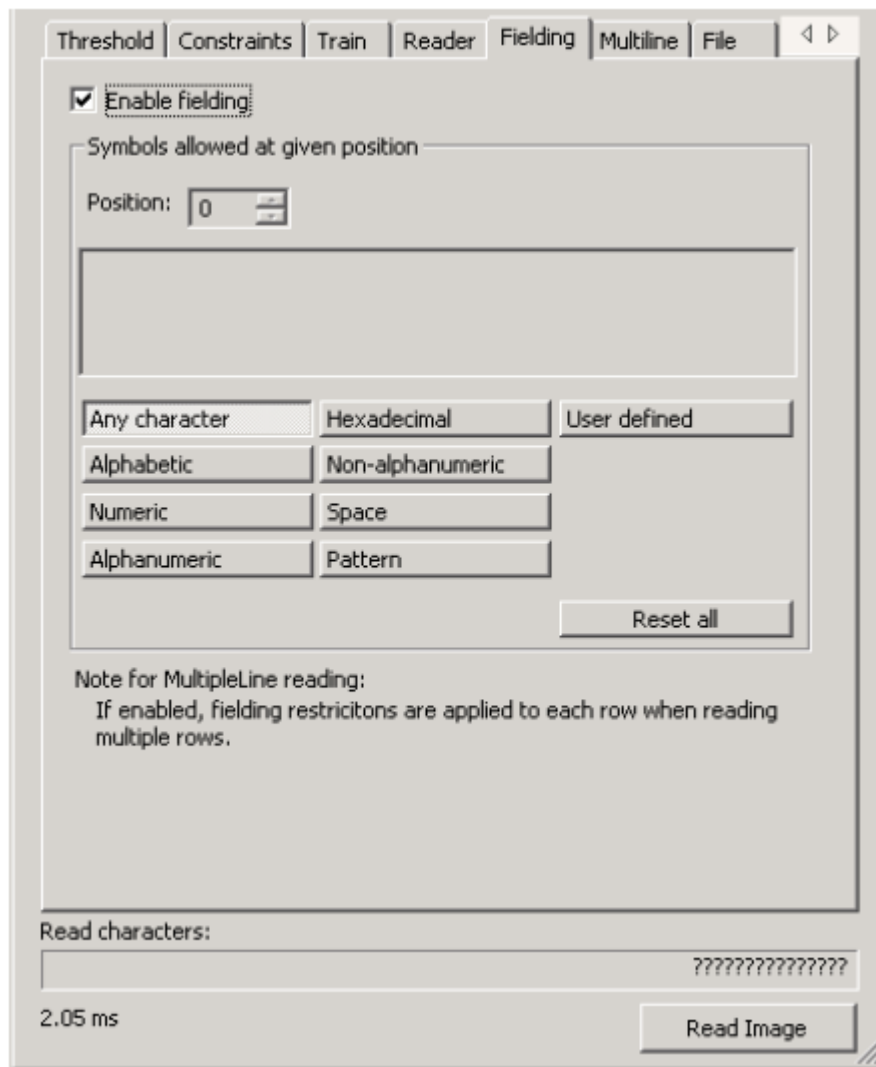 Threshold Constraints Train Reader Fielding Multiline File
Enable fielding
Symbols allowed at given position
Position: 0
Any character Hexadecimal User defined
Alphabetic Non-alphanumeric
Numeric Space
Alphanumeric Pattern
Reset all
Note for MultipleLine reading:
If enabled, fielding restricitons are applied to each row when reading
multiple rows.
Read characters:
???????????????
2.05 ms Read Image